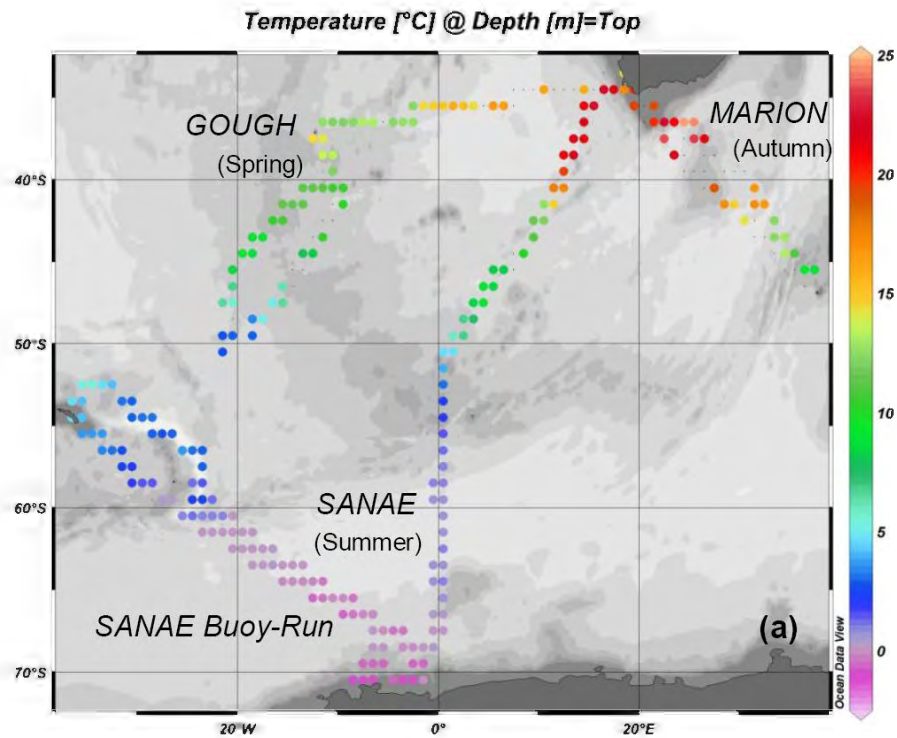 Temperature [°C] @ Depth [m]=Top
25
GOUGH
(Spring)
MARION
(Autumn)
40°S
20
15
50°S
10
5
SANAE
(Summer)
60°S
SANAE Buoy-Run
(a)
0
70°S
Ocean Data View
20°W
0°
20°E